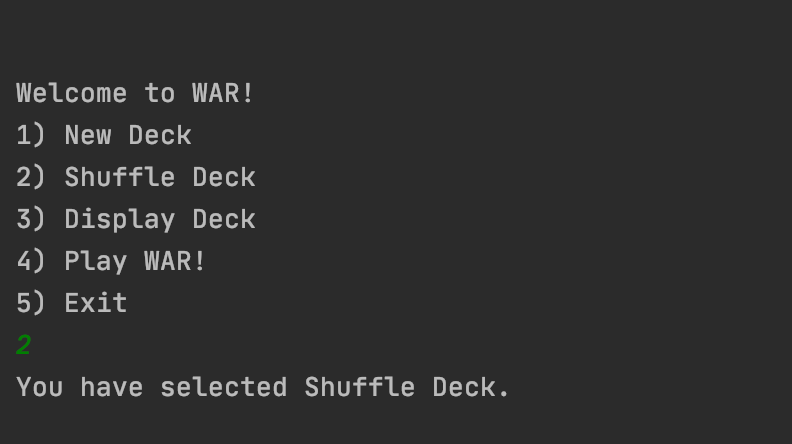 Welcome to WAR!
1) New Deck
2) Shuffle Deck
3) Display Deck
4) Play WAR!
5) Exit
2
You have selected Shuffle Deck.